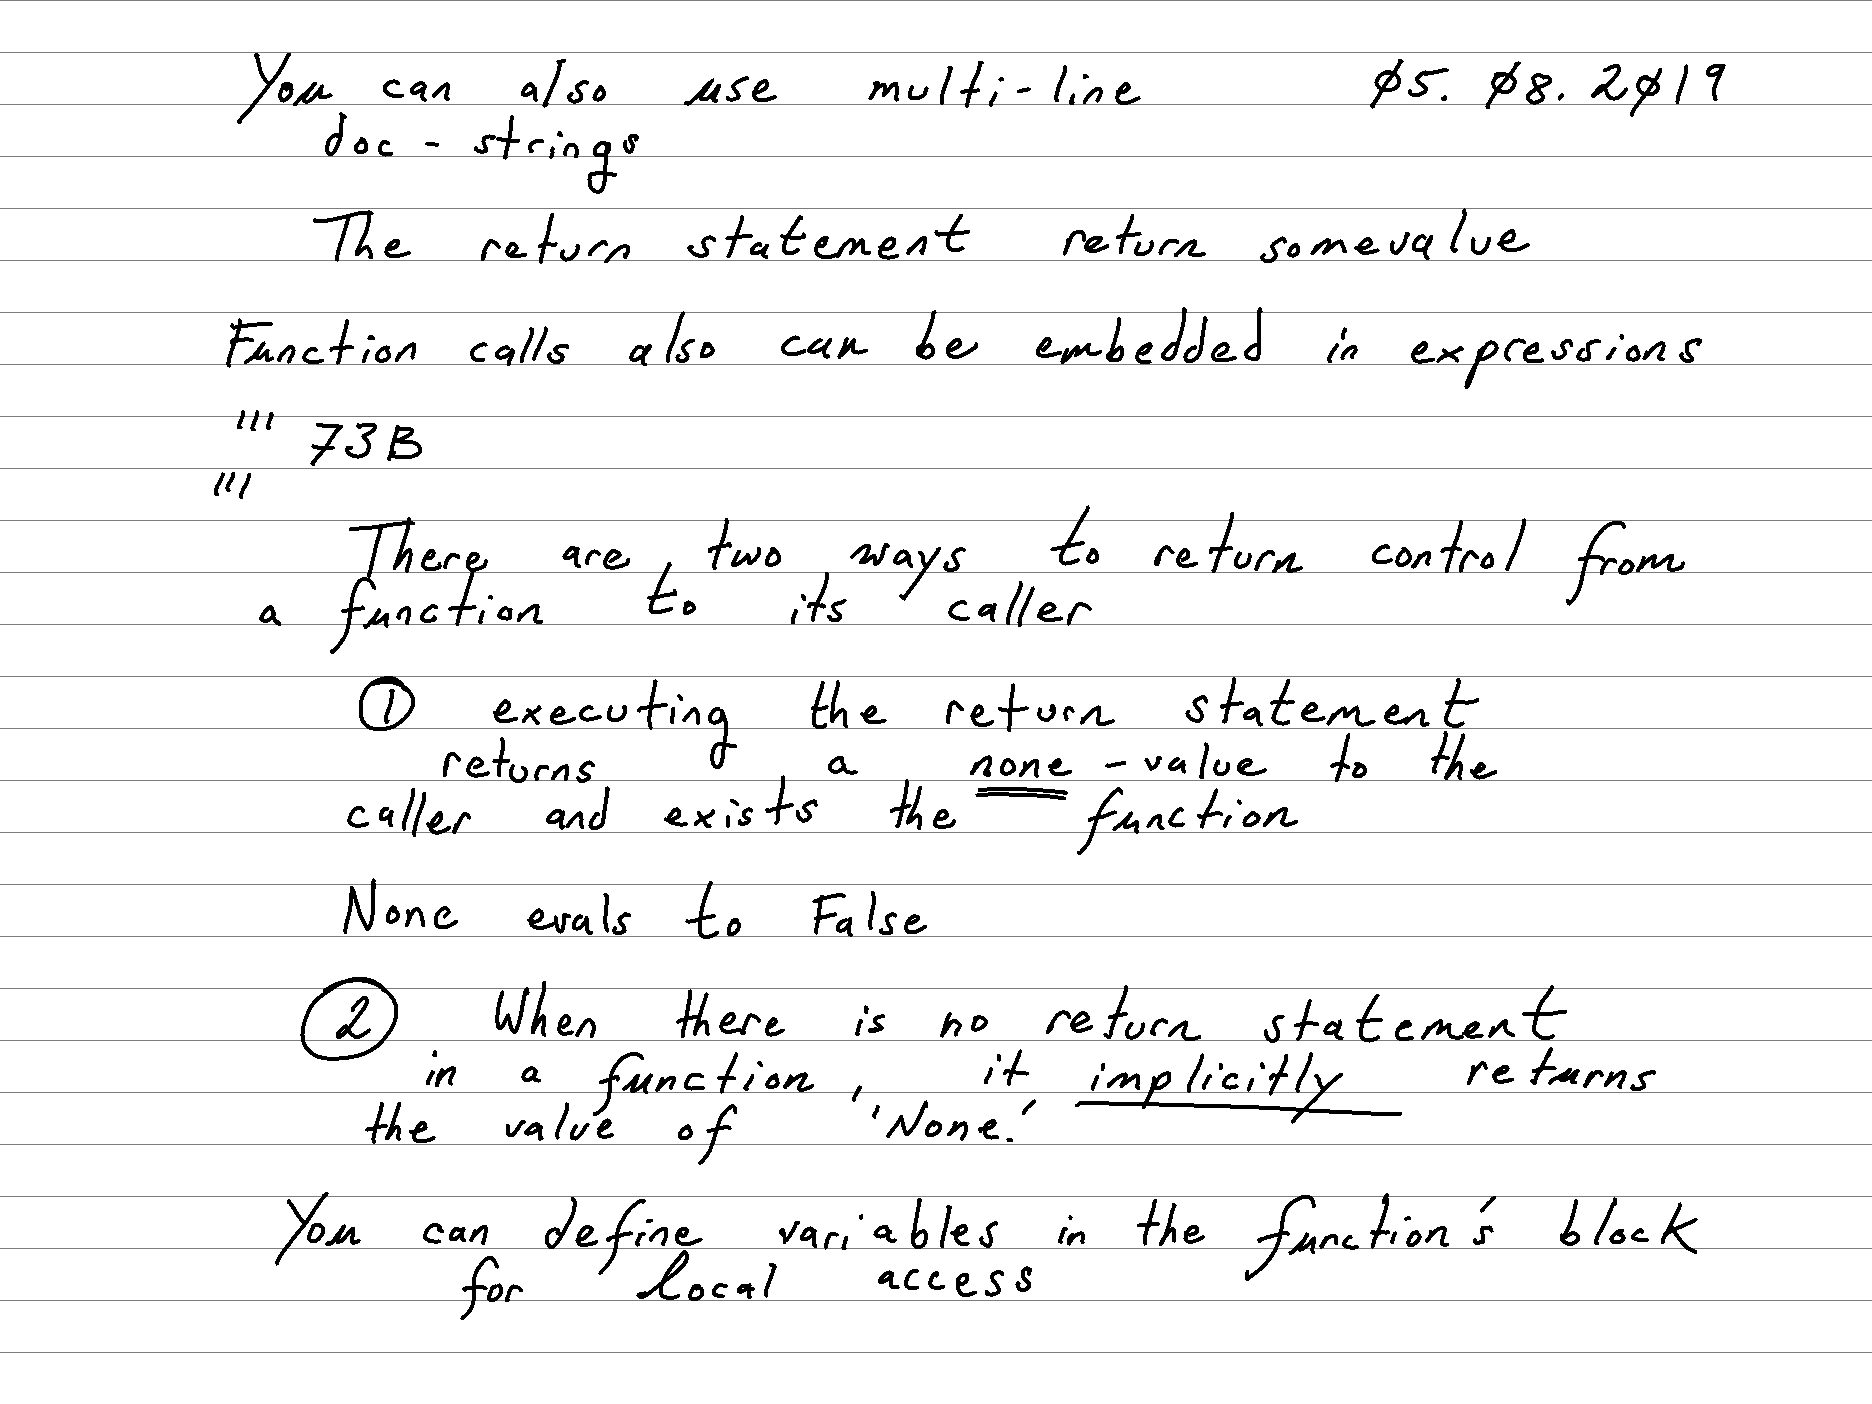 You can also use multi-line 05. 08. 2019
doc - strings
The return statement return somevalue
Function calls also can be embedded in expressions
''' 73B
'''
There are two ways to return control from
a function to its caller
① executing the return statement
returns a none - value to the
caller and exists the function
None evals to False
② When there is no return statement
in a function, it implicitly returns
the value of 'None.'
You can define variables in the function's block
for local access